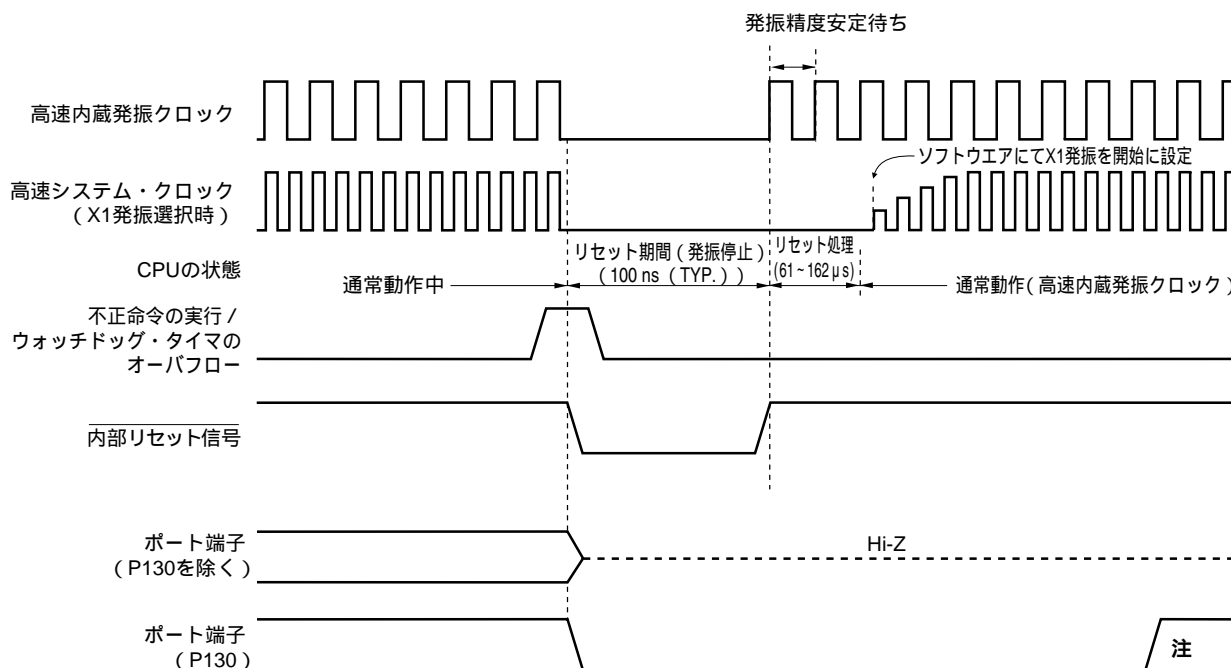 発振精度安定待ち
高速内蔵発振クロック
ソフトウエアにてX1発振を開始に設定
高速システム・クロック
（X1発振選択時）
リセット期間（発振停止）
（100 ns（TYP.））
リセット処理
(61~162 μs)
CPUの状態
通常動作中
通常動作（高速内蔵発振クロック）
不正命令の実行/
ウォッチドッグ・タイマの
オーバフロー
内部リセット信号
ポート端子
（P130を除く）
Hi-Z
ポート端子
（P130）
注